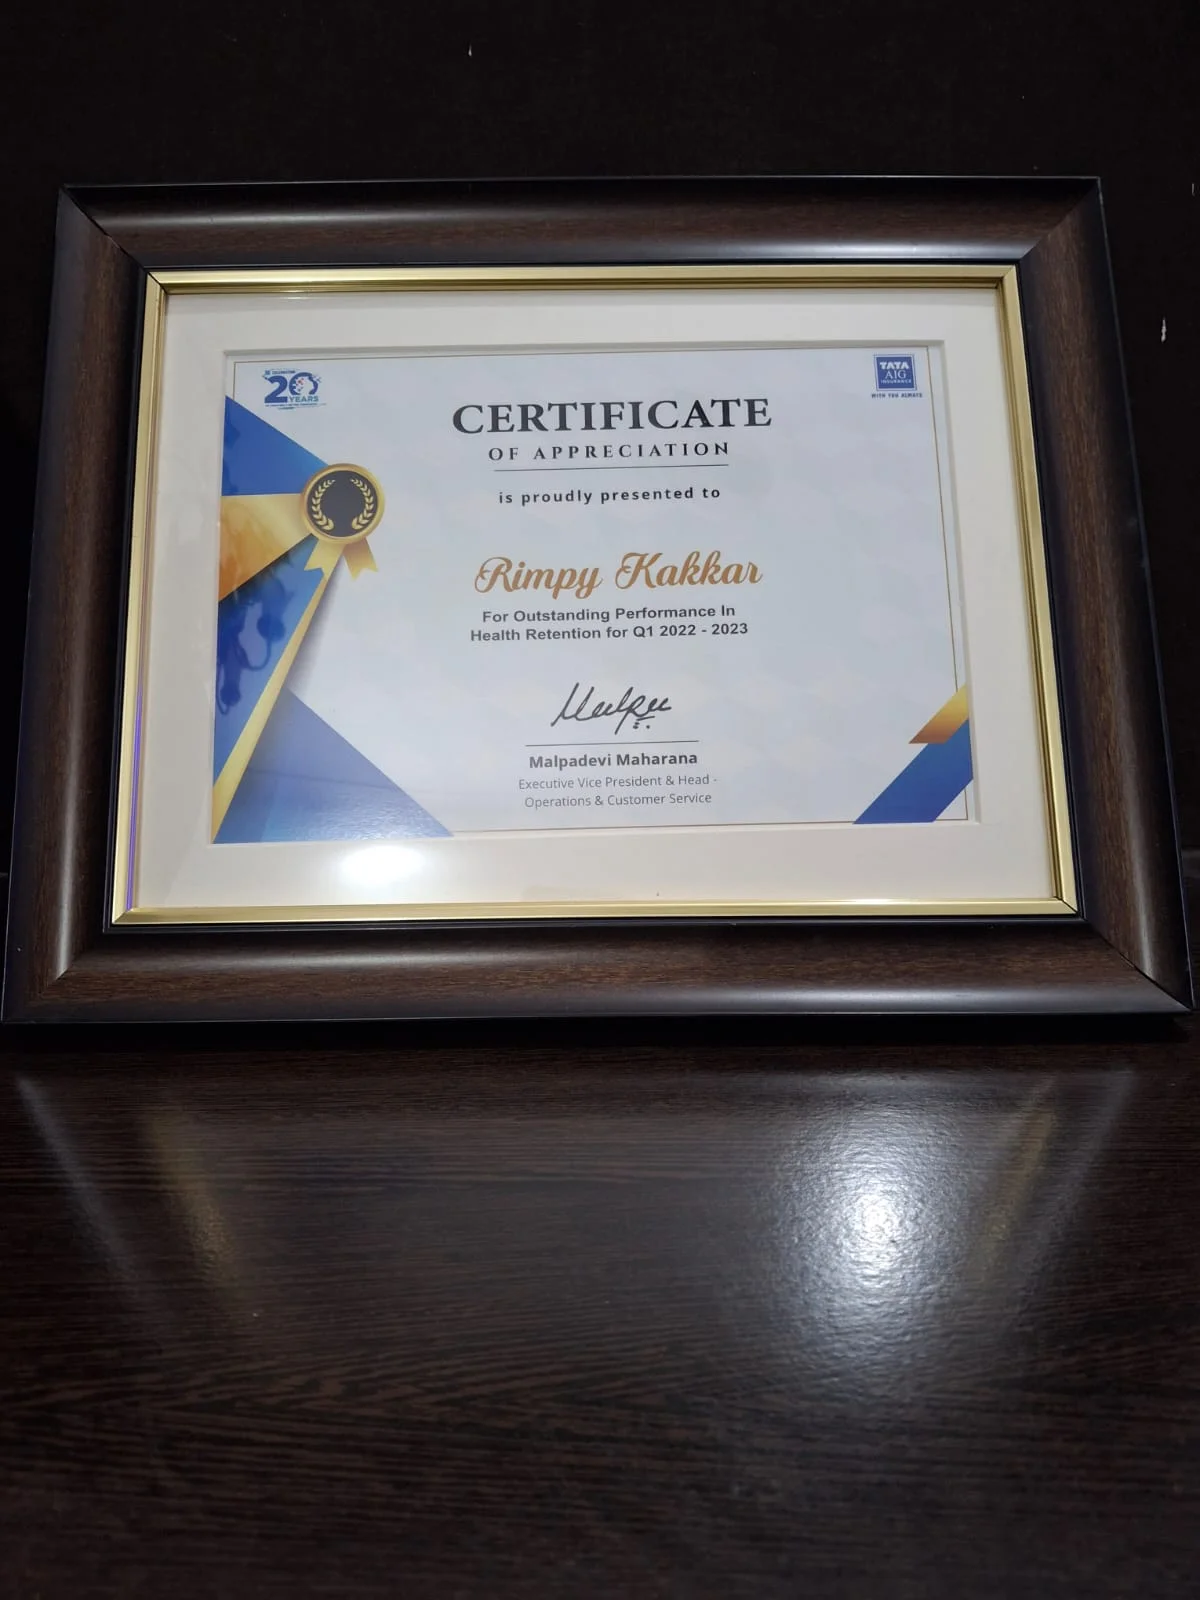 CELEBRATING
20
YEARS
TATA
AIG
INSURANCE
WITH YOU ALWAYS
CERTIFICATE
OF APPRECIATION
is proudly presented to
Rimpy Kakkar
For Outstanding Performance In
Health Retention for Q1 2022 - 2023
Malpadevi Maharana
Executive Vice President & Head -
Operations & Customer Service